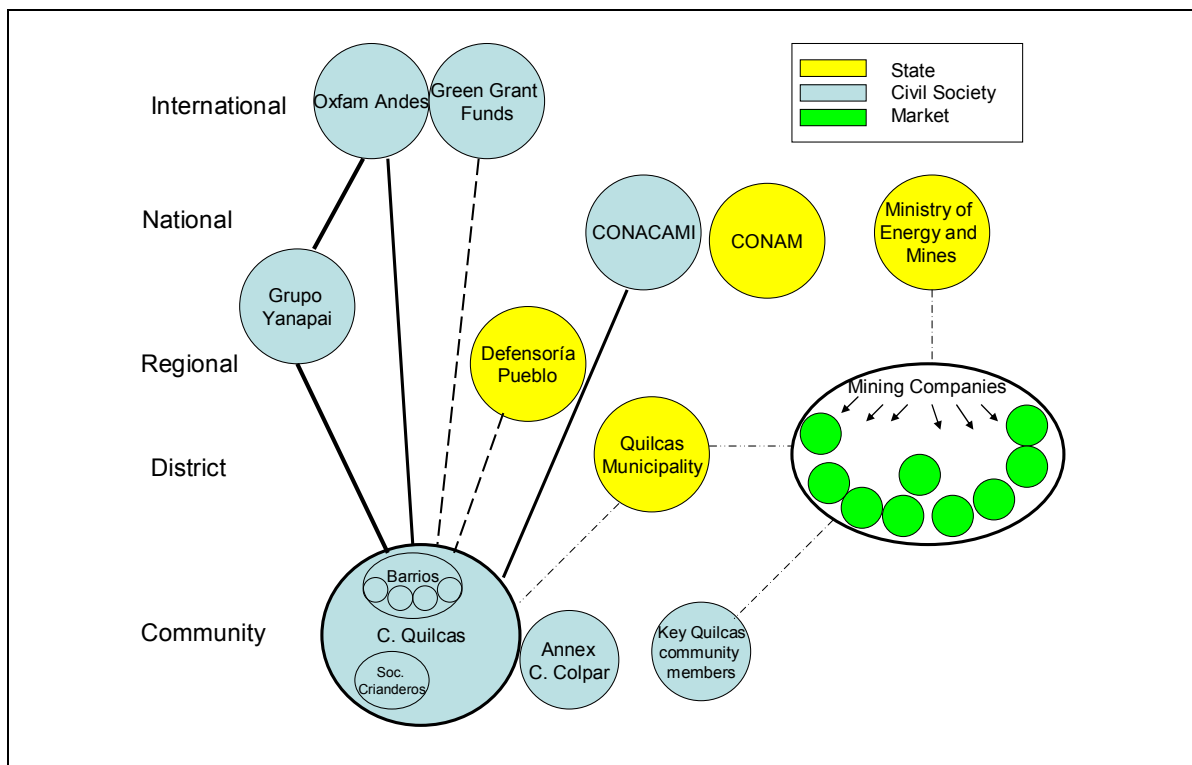 State
Civil Society
Market
International
Oxfam Andes
Green Grant
Funds
National
CONACAMI
CONAM
Ministry of
Energy and
Mines
Grupo
Yanapai
Regional
Defensoría
Pueblo
Mining Companies
District
Quilcas
Municipality
Barrios
Community
C. Quilcas
Soc.
Crianderos
Annex
C. Colpar
Key Quilcas
community
members